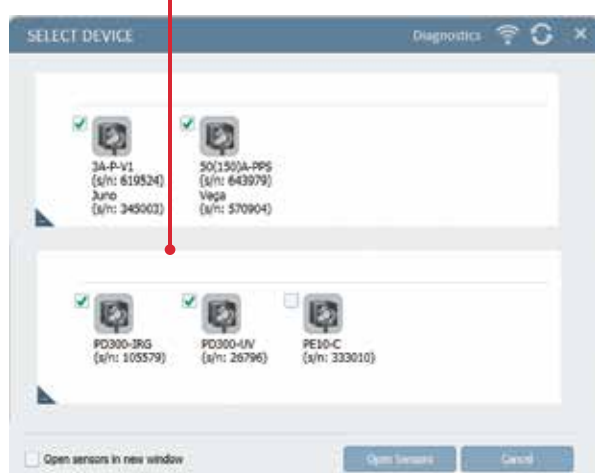 SELECT DEVICE
Diagnostics
3A-P-V1
(s/n: 619524)
Juno
(s/n: 345003)
50(150)A-PPS
(s/n: 643979)
Vega
(s/n: 570904)
PD300-IRG
(s/n: 105579)
PD300-UV
(s/n: 26796)
PE10-C
(s/n: 333010)
Open sensors in new window
Open Sensors
Cancel